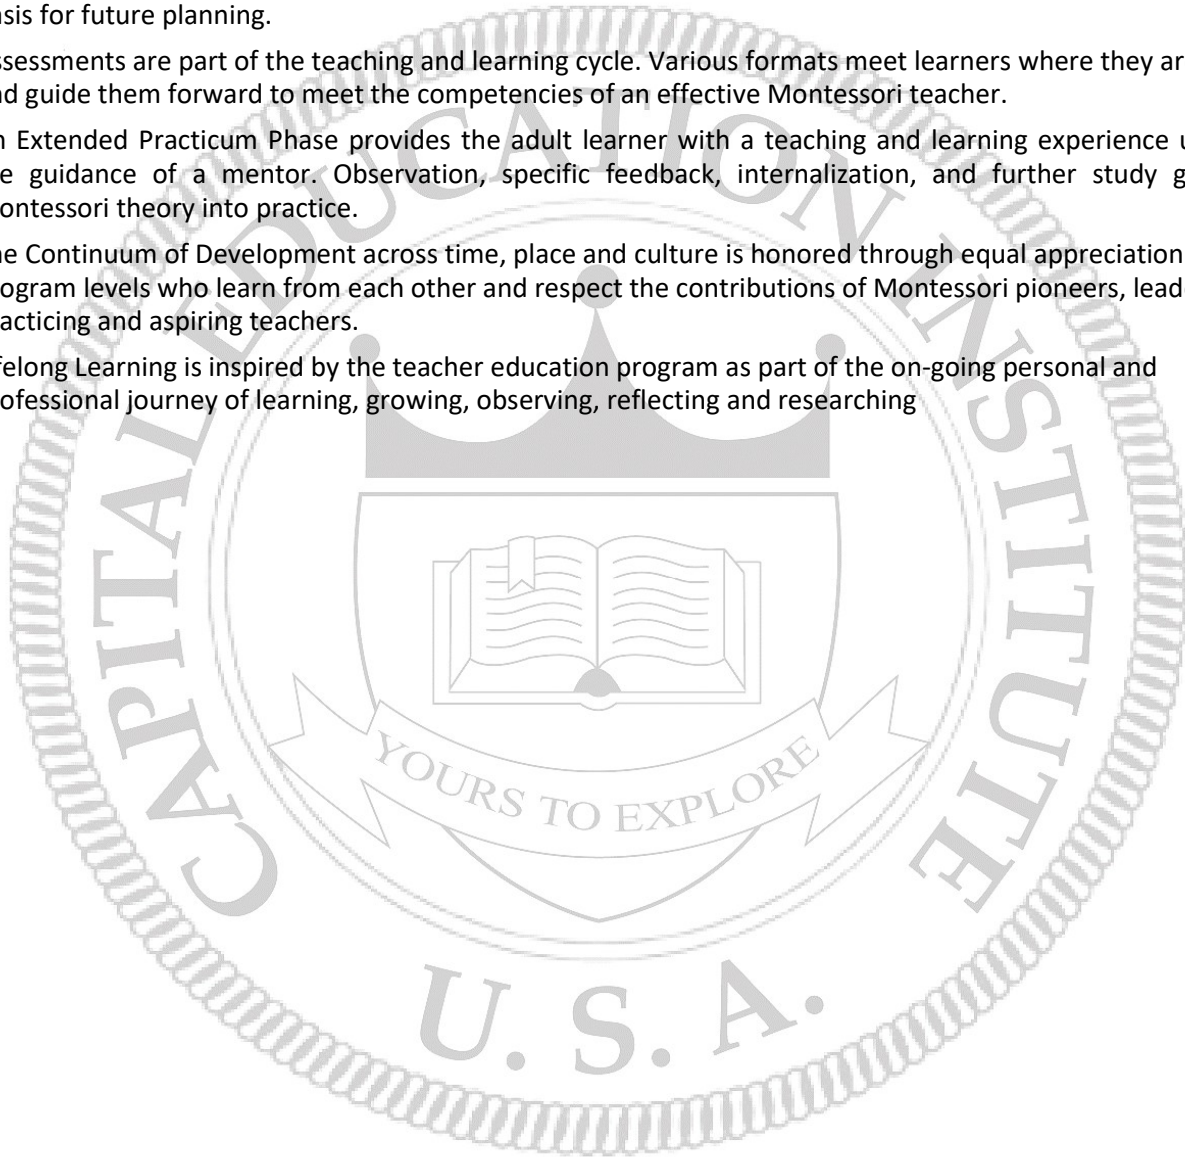 asis for future planning.
ssessments are part of the teaching and learning cycle. Various formats meet learners where they ar
nd guide them forward to meet the competencies of an effective Montessori teacher.
n Extended Practicum Phase provides the adult learner with a teaching and learning experience u
e guidance of a mentor. Observation, specific feedback, internalization, and further study g
ontessori theory into practice.
he Continuum of Development across time, place and culture is honored through equal appreciation
ogram levels who learn from each other and respect the contributions of Montessori pioneers, lead
acticing and aspiring teachers.
felong Learning is inspired by the teacher education program as part of the on-going personal and
ofessional journey of learning, growing, observing, reflecting and researching
CAPITAL EDUCATION INSTITUTE
YOURS TO EXPLORE
U. S. A.